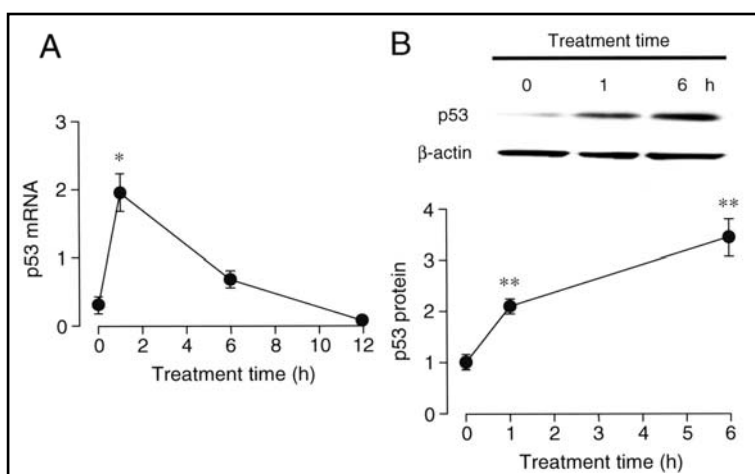 A
p53 mRNA
3
2
1
0
*
0 2 4 6 8 10 12
Treatment time (h)
B
Treatment time
0 1 6 h
p53
β-actin
p53 protein
4
3
2
1
0
**
**
0 1 2 3 4 5 6
Treatment time (h)